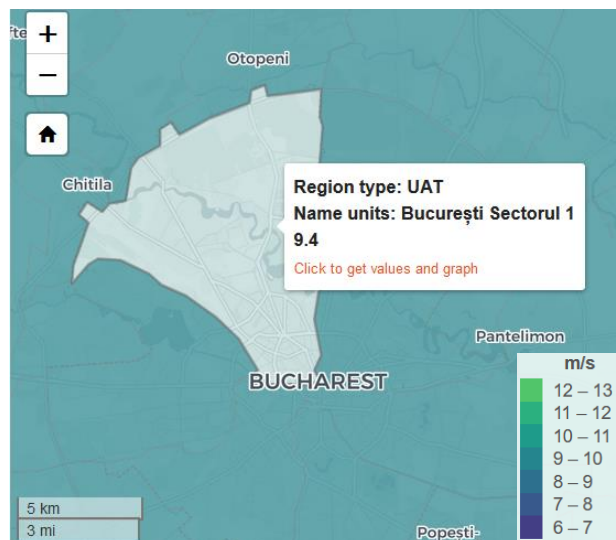 fte
+
−
Otopeni
Chitila
Region type: UAT
Name units: București Sectorul 1
9.4
Click to get values and graph
Pantelimon
BUCHAREST
m/s
12 – 13
11 – 12
10 – 11
9 – 10
8 – 9
7 – 8
6 – 7
5 km
3 mi
Popești-